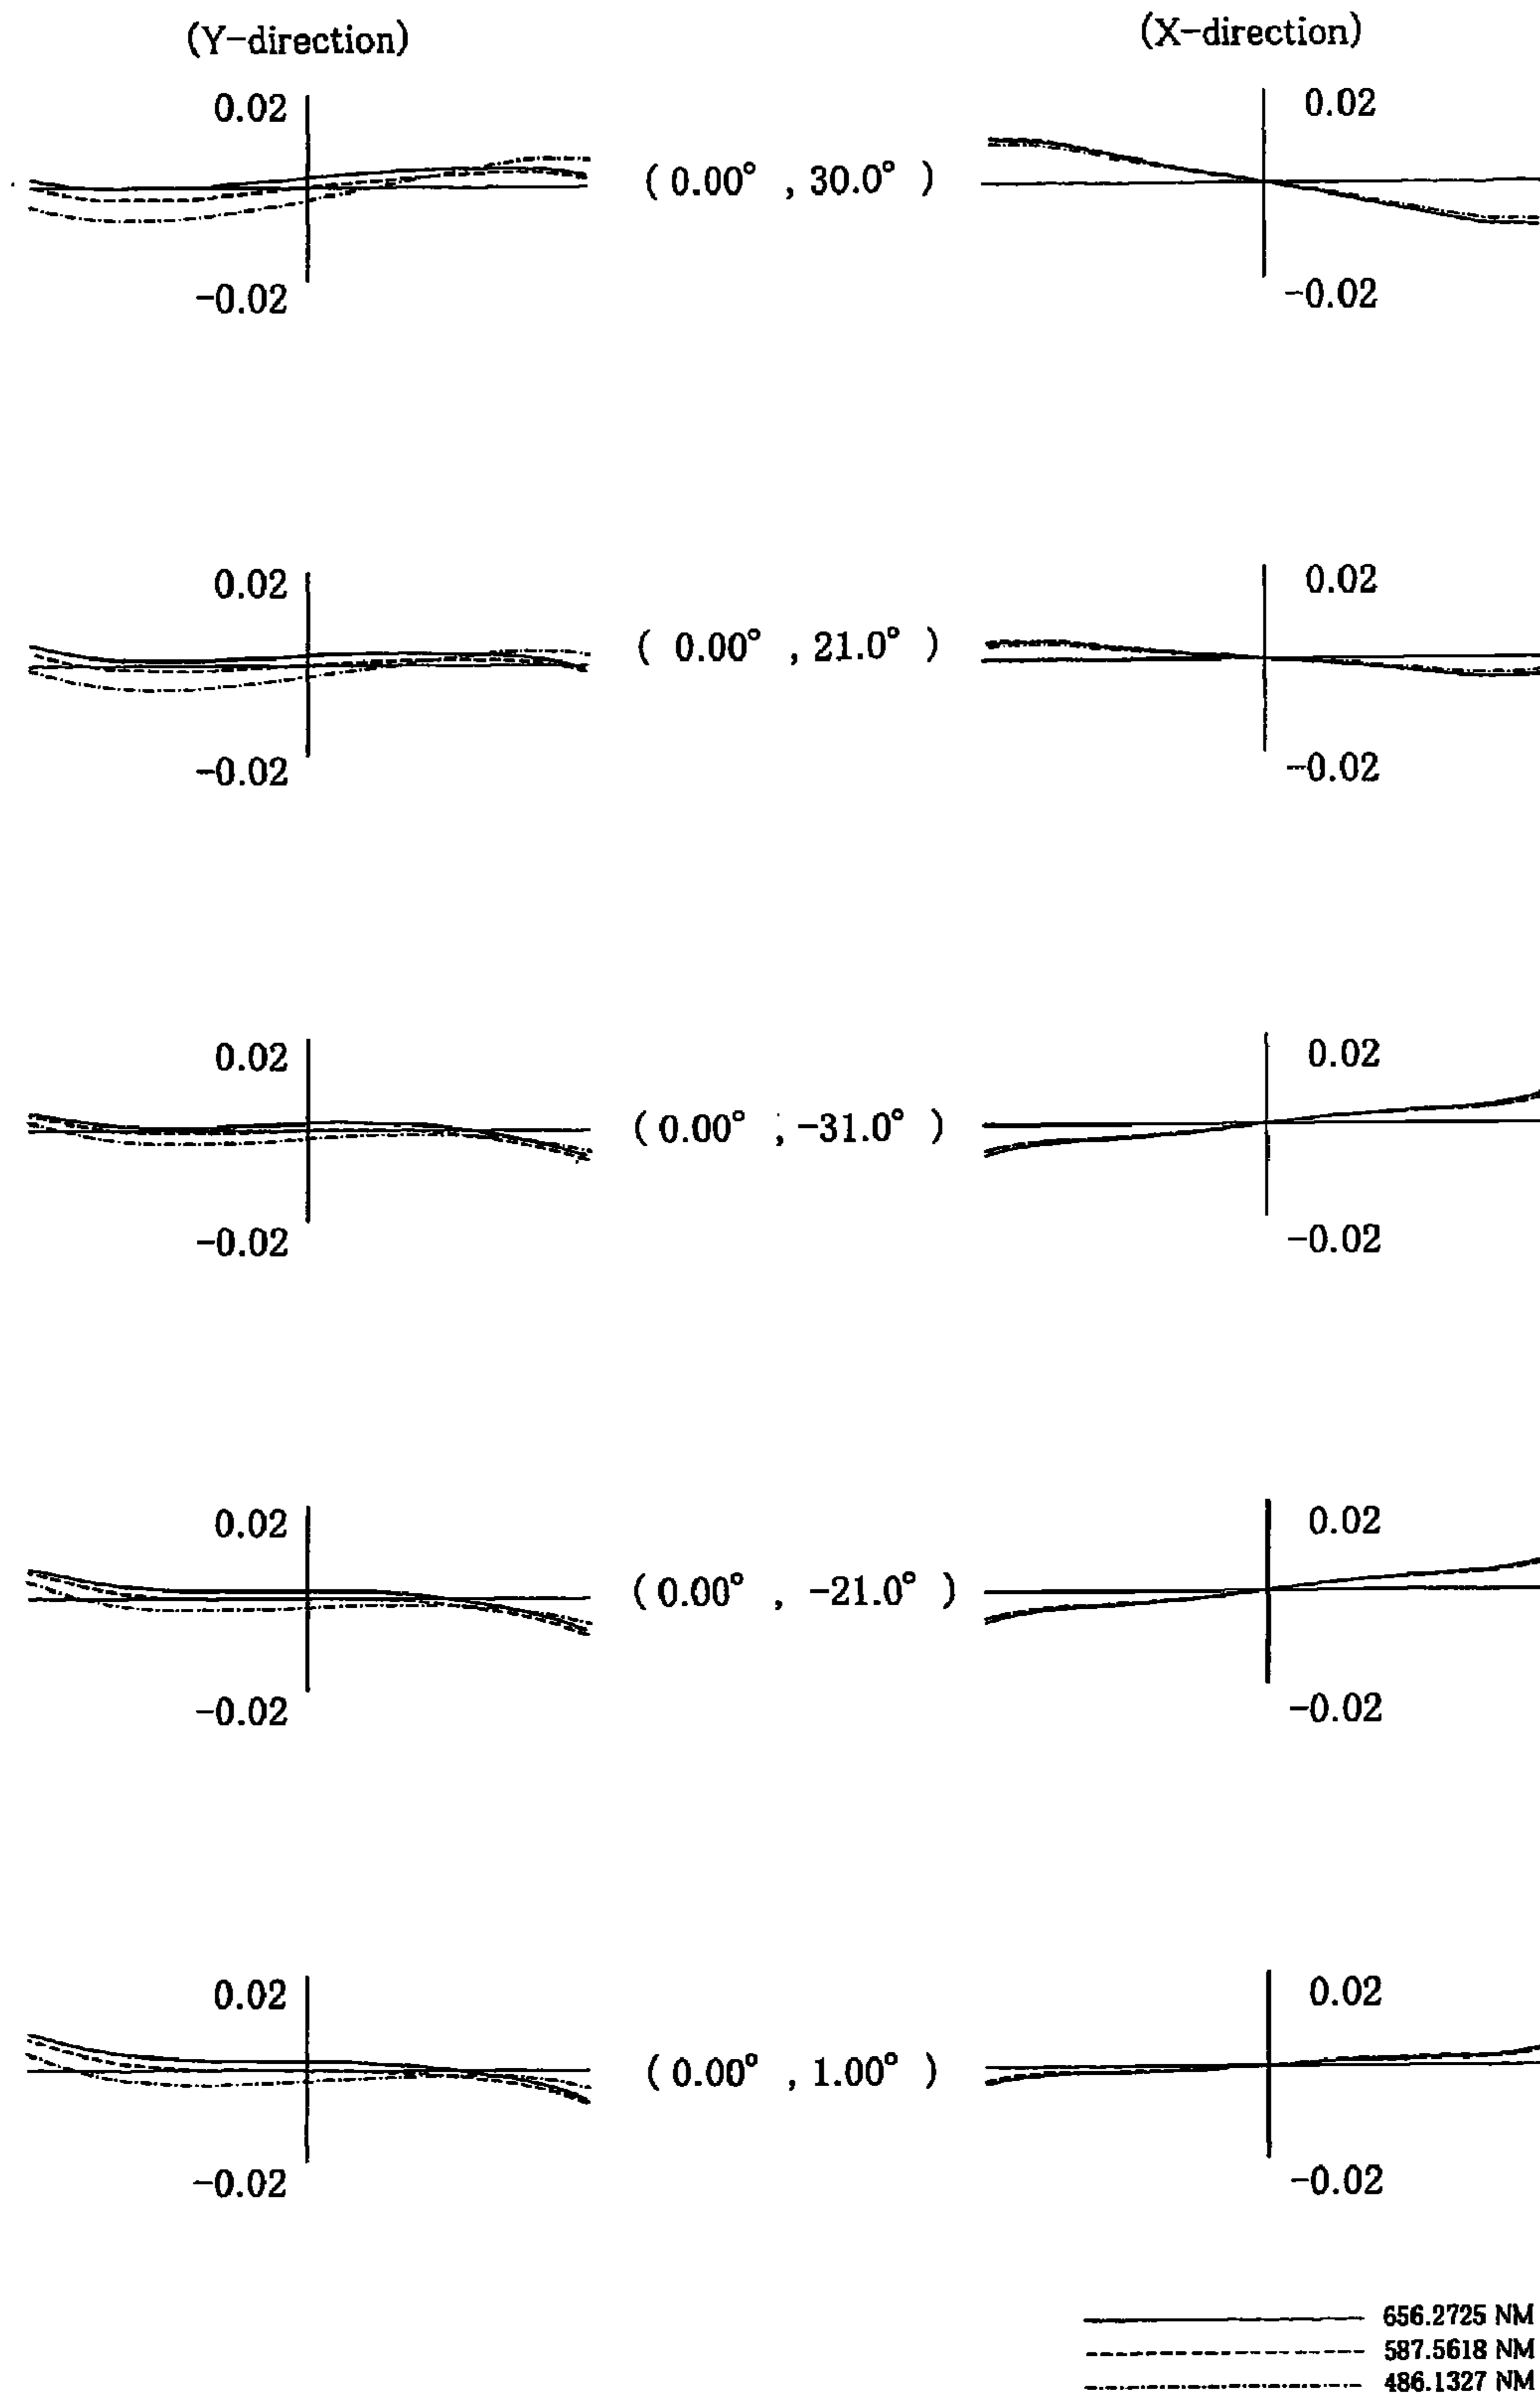 (Y-direction) (X-direction)
0.02 0.02
( 0.00° , 30.0° )
-0.02 -0.02
0.02 0.02
( 0.00° , 21.0° )
-0.02 -0.02
0.02 0.02
(0.00° , -31.0° )
-0.02 -0.02
0.02 0.02
(0.00° , -21.0° )
-0.02 -0.02
0.02 0.02
( 0.00° , 1.00° )
-0.02 -0.02
656.2725 NM
587.5618 NM
486.1327 NM